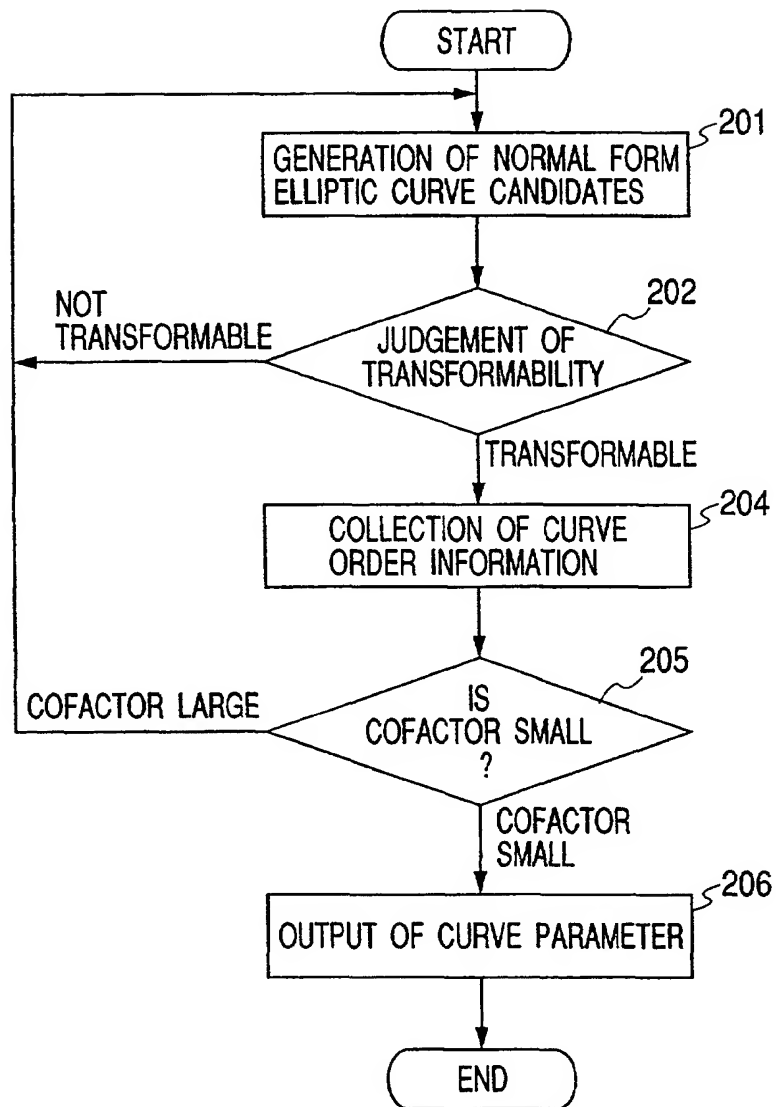 START
201
GENERATION OF NORMAL FORM
ELLIPTIC CURVE CANDIDATES
202
NOT
TRANSFORMABLE
JUDGEMENT OF
TRANSFORMABILITY
TRANSFORMABLE
204
COLLECTION OF CURVE
ORDER INFORMATION
205
COFACTOR LARGE
IS
COFACTOR SMALL
?
COFACTOR
SMALL
206
OUTPUT OF CURVE PARAMETER
END